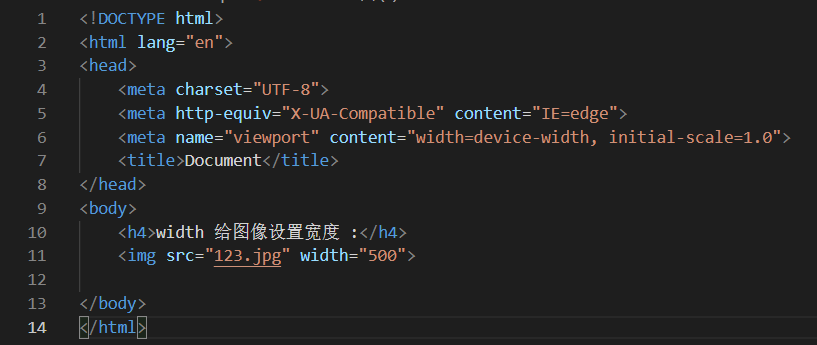 1 <!DOCTYPE html>
2 <html lang="en">
3 <head>
4     <meta charset="UTF-8">
5     <meta http-equiv="X-UA-Compatible" content="IE=edge">
6     <meta name="viewport" content="width=device-width, initial-scale=1.0">
7     <title>Document</title>
8 </head>
9 <body>
10     <h4>width 给图像设置宽度 :</h4>
11     <img src="123.jpg" width="500">
12
13 </body>
14 </html>